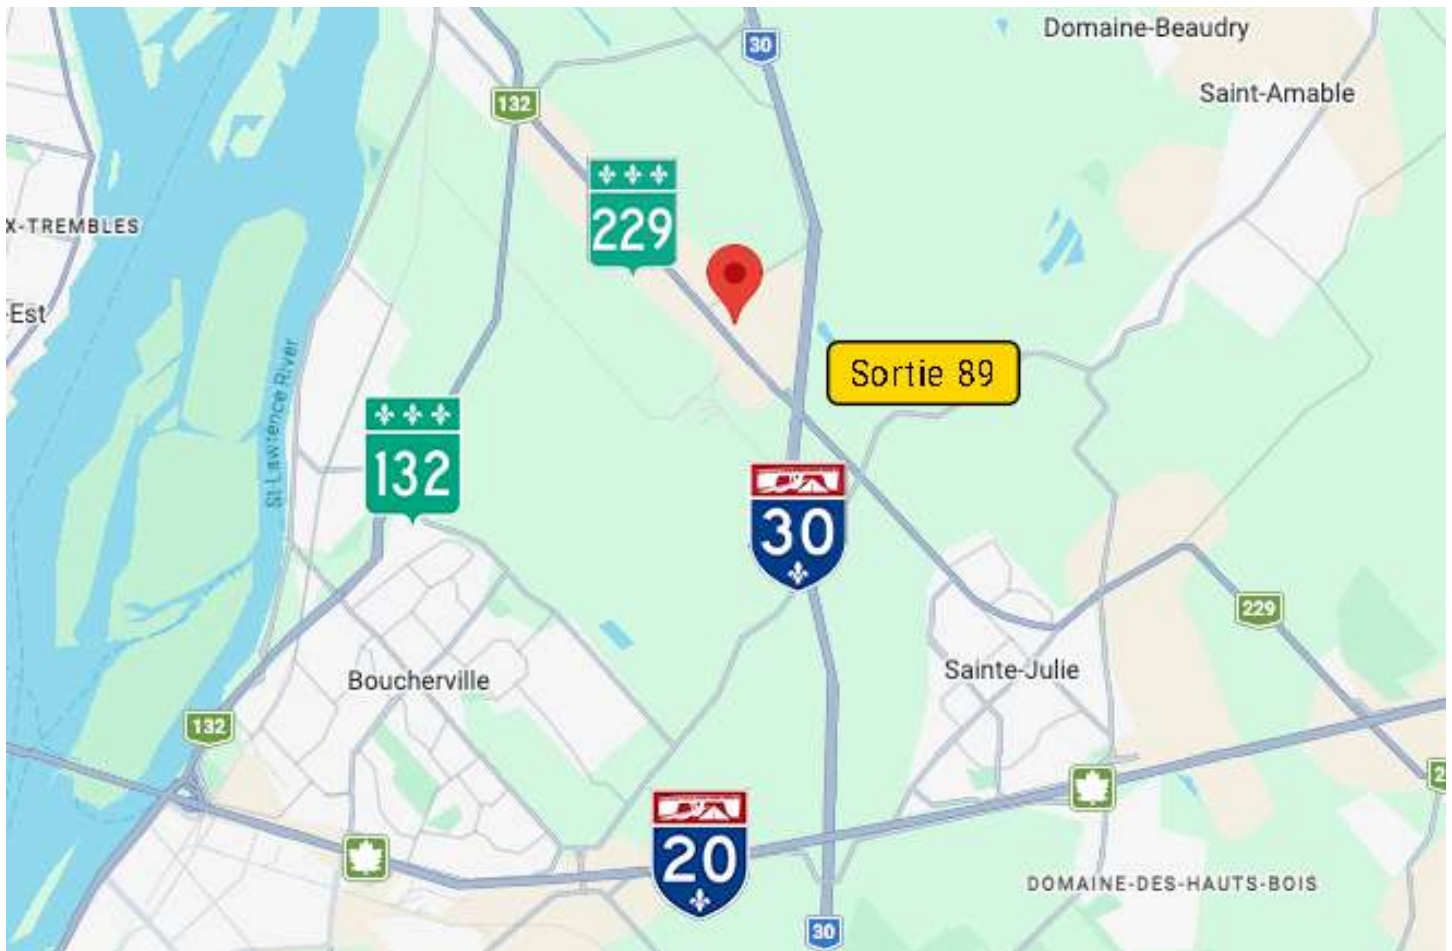 30
Domaine-Beaudry
Saint-Amable
132
229
X-TREMBLES
-Est
Sortie 89
St Lawrence River
132
30
229
Boucherville
Sainte-Julie
132
20
2
DOMAINE-DES-HAUTS-BOIS
30